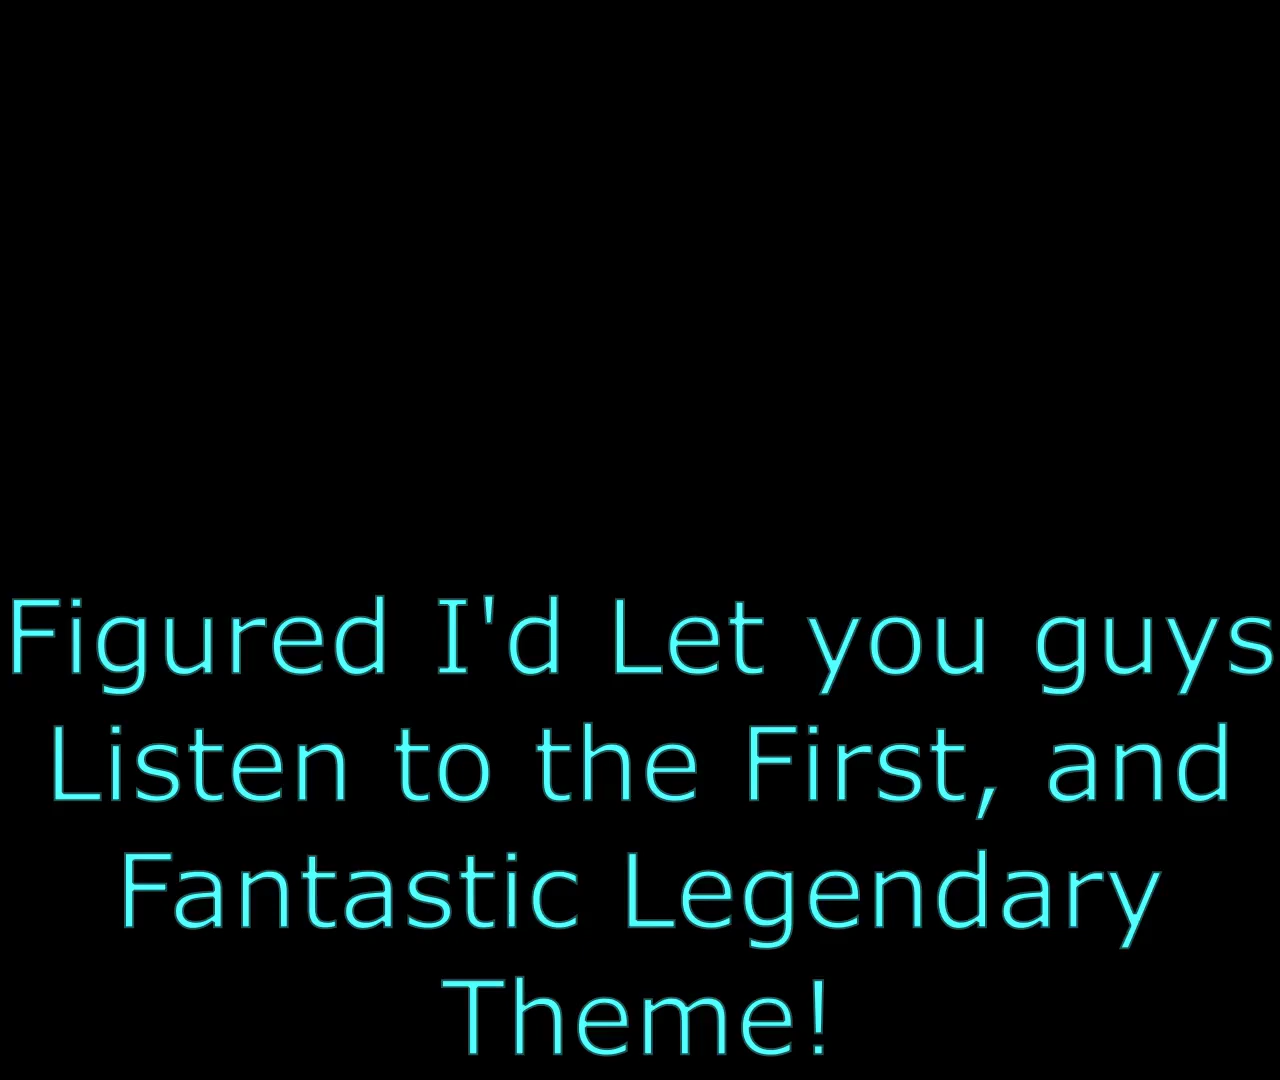 Figured I'd Let you guys
Listen to the First, and
Fantastic Legendary
Theme!